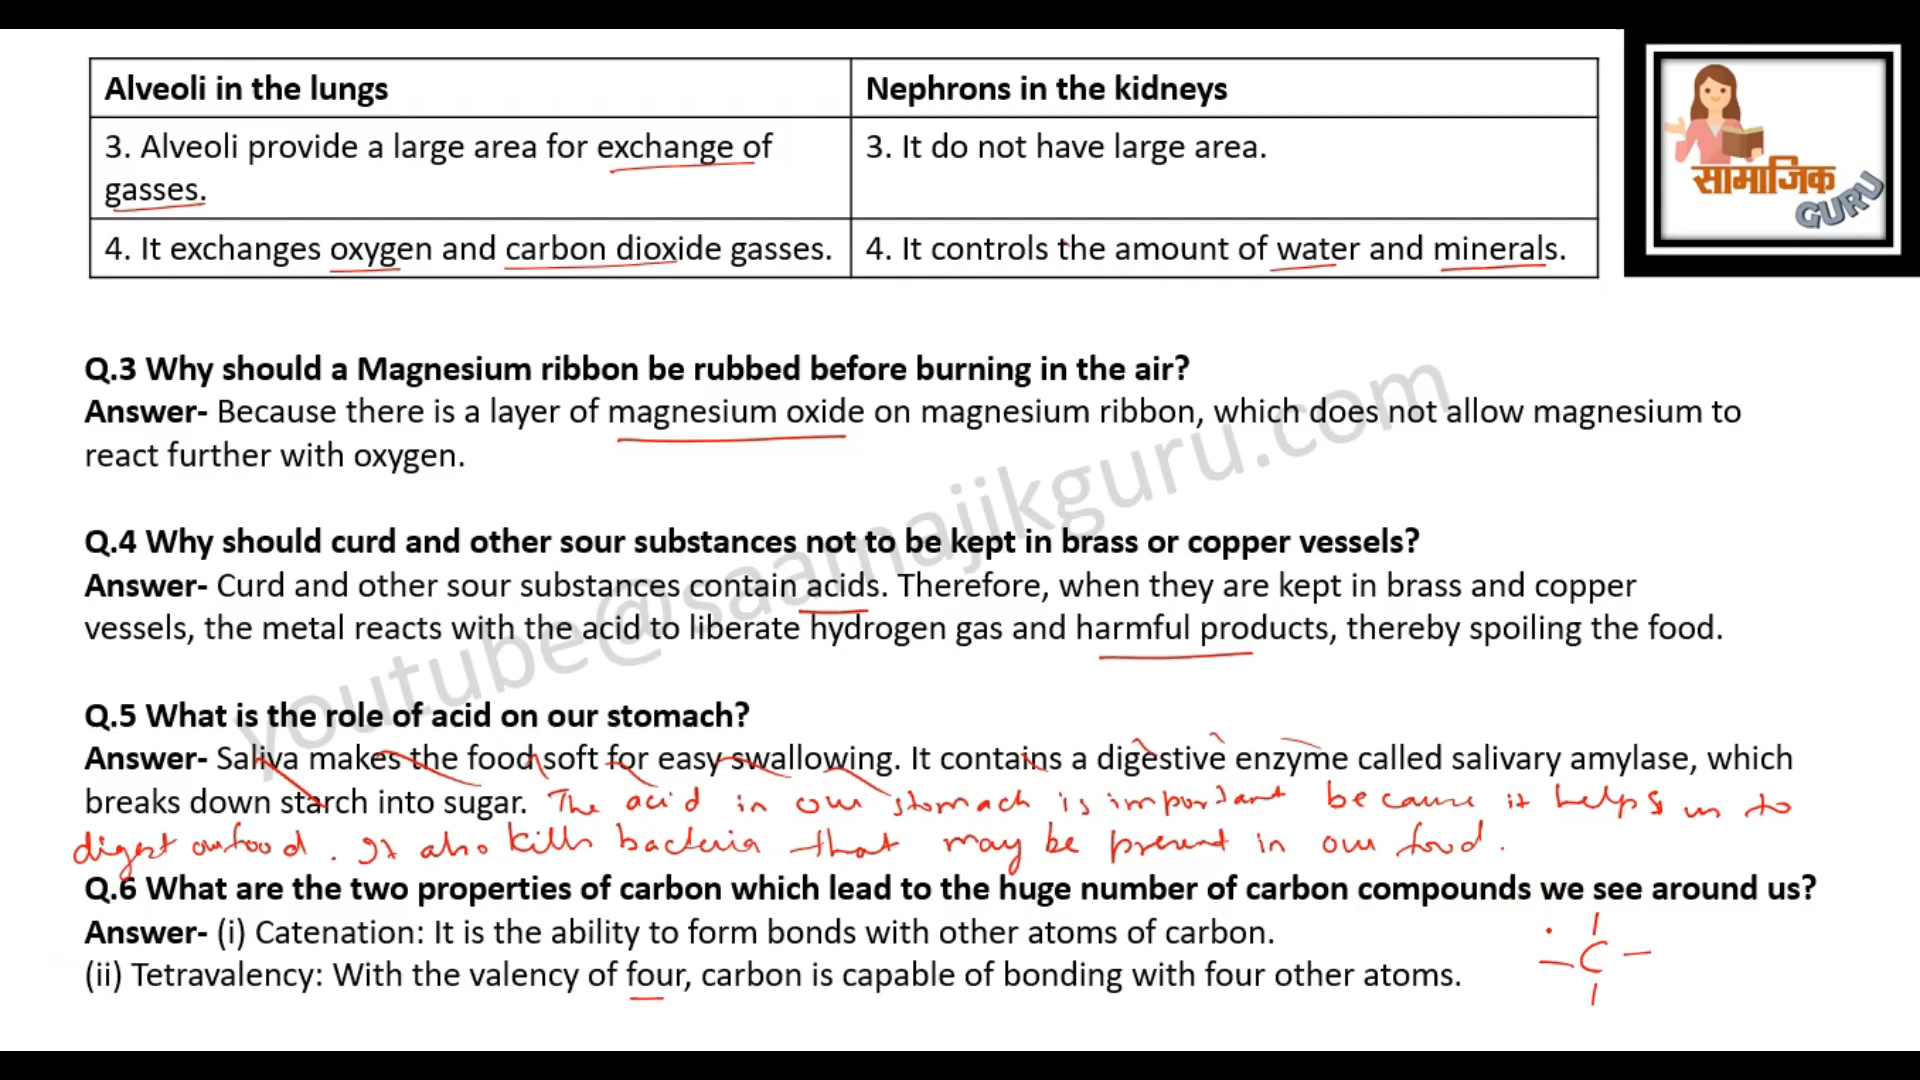 Alveoli in the lungs
Nephrons in the kidneys
3. Alveoli provide a large area for exchange of
gasses.
3. It do not have large area.
4. It exchanges oxygen and carbon dioxide gasses.
4. It controls the amount of water and minerals.
सामाजिक
GURU
Q.3 Why should a Magnesium ribbon be rubbed before burning in the air?
Answer- Because there is a layer of magnesium oxide on magnesium ribbon, which does not allow magnesium to
react further with oxygen.
Q.4 Why should curd and other sour substances not to be kept in brass or copper vessels?
Answer- Curd and other sour substances contain acids. Therefore, when they are kept in brass and copper
vessels, the metal reacts with the acid to liberate hydrogen gas and harmful products, thereby spoiling the food.
youtube@saamajikguru.com
Q.5 What is the role of acid on our stomach?
Answer- Saliva makes the food soft for easy swallowing. It contains a digestive enzyme called salivary amylase, which
breaks down starch into sugar. The acid in our stomach is important because it helps us to
digest our food. It also kills bacteria that may be present in our food.
Q.6 What are the two properties of carbon which lead to the huge number of carbon compounds we see around us?
Answer- (i) Catenation: It is the ability to form bonds with other atoms of carbon.
(ii) Tetravalency: With the valency of four, carbon is capable of bonding with four other atoms.
C